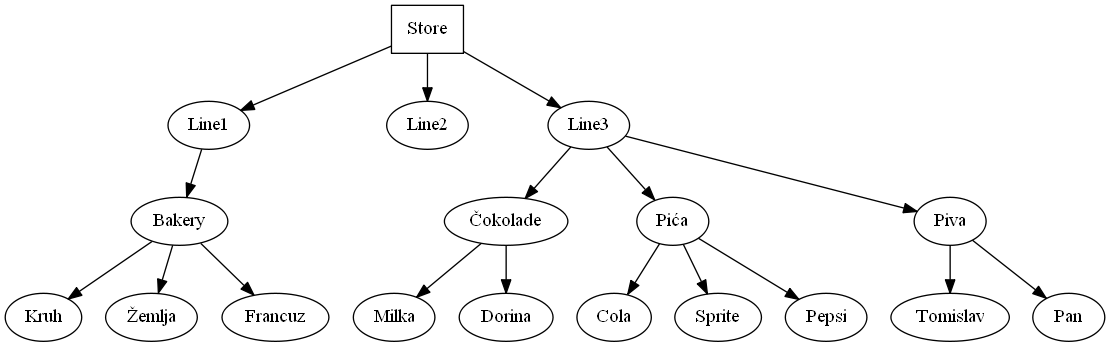 Store
Line1
Line2
Line3
Bakery
Čokolade
Pića
Piva
Kruh
Žemlja
Francuz
Milka
Dorina
Cola
Sprite
Pepsi
Tomislav
Pan